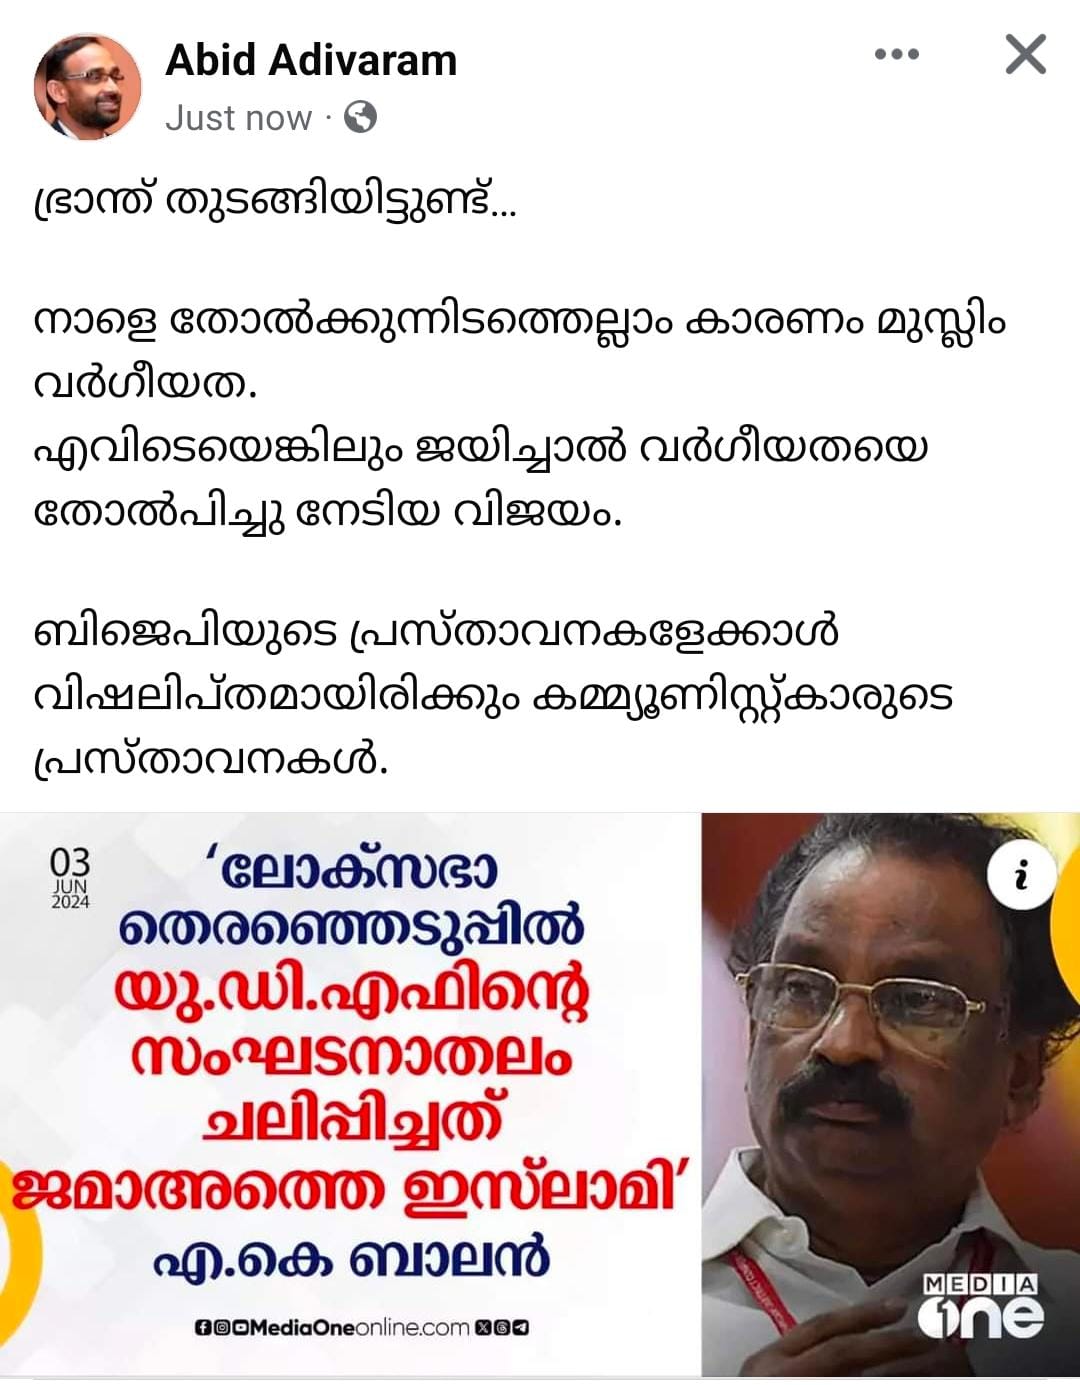 Abid Adivaram
Just now ·
ഭ്രാന്ത് തുടങ്ങിയിട്ടുണ്ട്...
നാളെ തോൽക്കുന്നിടത്തെല്ലാം കാരണം മുസ്ലിം
വർഗീയത.
എവിടെയെങ്കിലും ജയിച്ചാൽ വർഗീയതയെ
തോൽപിച്ചു നേടിയ വിജയം.
ബിജെപിയുടെ പ്രസ്താവനകളേക്കാൾ
വിഷലിപ്തമായിരിക്കും കമ്മ്യൂണിസ്റ്റ്കാരുടെ
പ്രസ്താവനകൾ.
03
JUN
2024
‘ലോക്സഭാ
തെരഞ്ഞെടുപ്പിൽ
യു.ഡി.എഫിന്റെ
സംഘടനാതലം
ചലിപ്പിച്ചത്
ജമാഅത്തെ ഇസ്‌ലാമി’
എ.കെ ബാലൻ
MediaOneonline.com
i
MEDIA
one